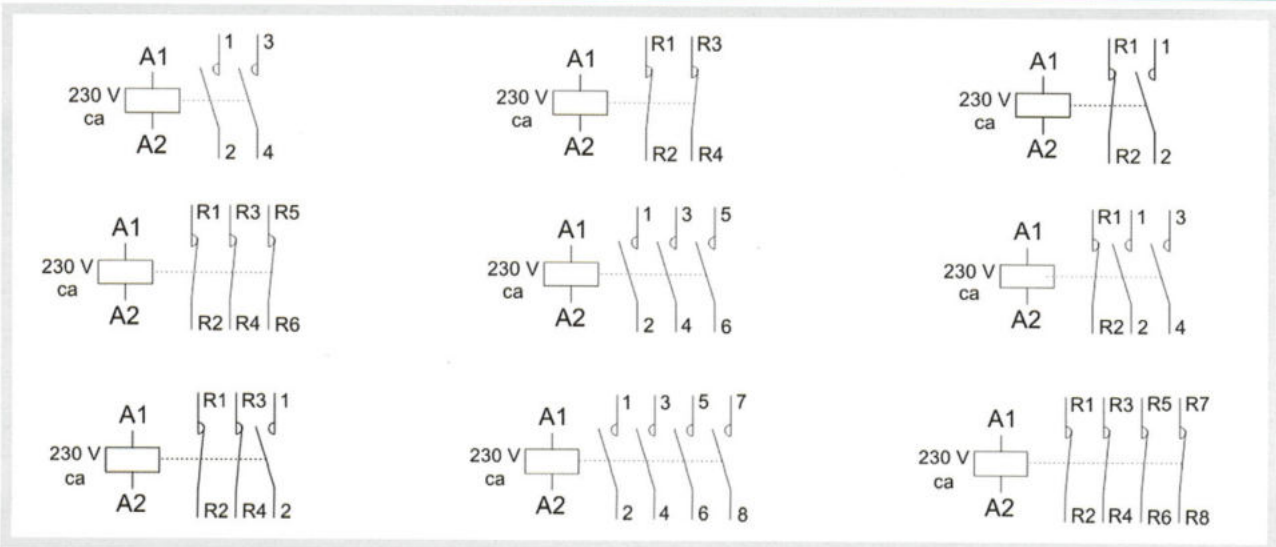 A1 1 3
230 V
ca
A2 2 4
A1 R1 R3
230 V
ca
A2 R2 R4
A1 R1 1
230 V
ca
A2 R2 2
A1 R1 R3 R5
230 V
ca
A2 R2 R4 R6
A1 1 3 5
230 V
ca
A2 2 4 6
A1 R1 1 3
230 V
ca
A2 R2 2 4
A1 R1 R3 1
230 V
ca
A2 R2 R4 2
A1 1 3 5 7
230 V
ca
A2 2 4 6 8
A1 R1 R3 R5 R7
230 V
ca
A2 R2 R4 R6 R8